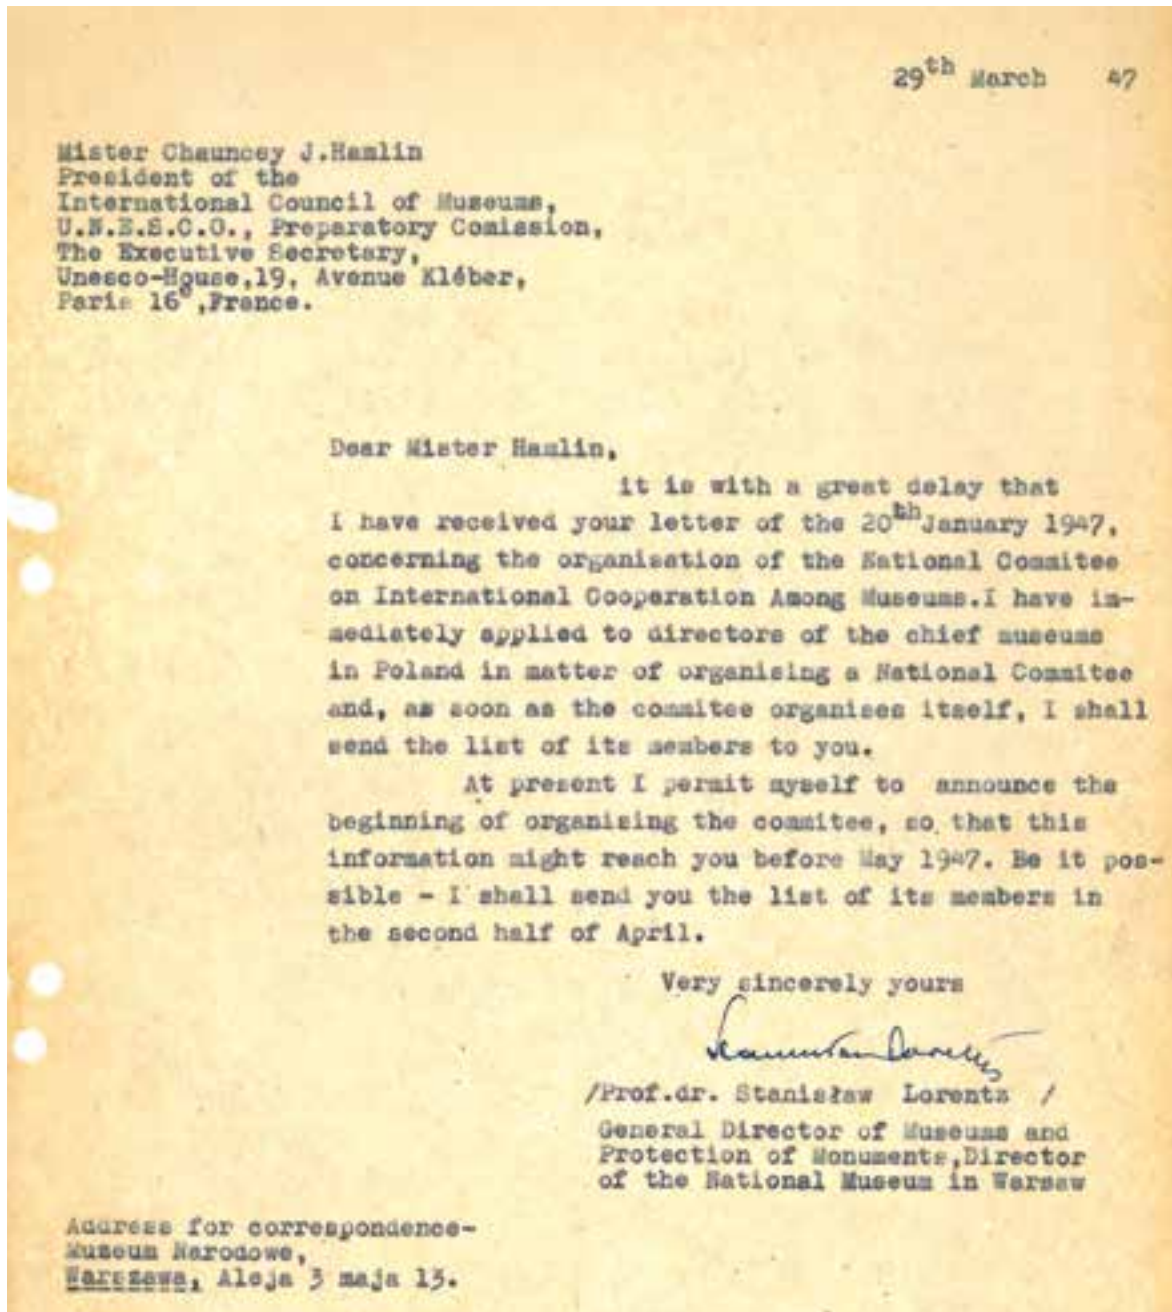 29th March 47
Mister Chauncey J.Hamlin
President of the
International Council of Museums,
U.N.E.S.C.O., Preparatory Comission,
The Executive Secretary,
Unesco-House,19, Avenue Kléber,
Paris 16e,France.
Dear Mister Hamlin,
it is with a great delay that
I have received your letter of the 20th January 1947,
concerning the organisation of the National Commitee
on International Cooperation Among Museums.I have im-
mediately applied to directors of the chief museums
in Poland in matter of organising a National Commitee
and, as soon as the commitee organises itself, I shall
send the list of its members to you.
At present I permit myself to announce the
beginning of organising the commitee, so that this
information might reach you before May 1947. Be it pos-
sible - I shall send you the list of its members in
the second half of April.
Very sincerely yours
Stanisław Lorentz
/Prof.dr. Stanisław Lorentz /
General Director of Museums and
Protection of Monuments,Director
of the National Museum in Warsaw
Address for correspondence-
Museum Narodowe,
Warszawa, Aleja 3 maja 13.